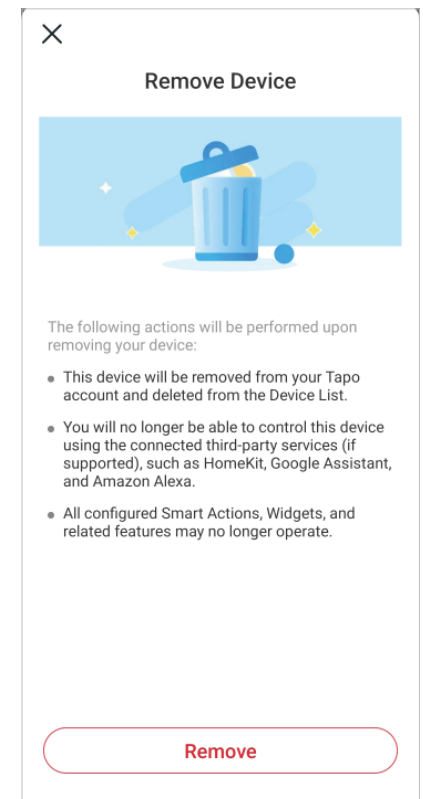 Remove Device
The following actions will be performed upon
removing your device:
This device will be removed from your Tapo
account and deleted from the Device List.
You will no longer be able to control this device
using the connected third-party services (if
supported), such as HomeKit, Google Assistant,
and Amazon Alexa.
All configured Smart Actions, Widgets, and
related features may no longer operate.
Remove